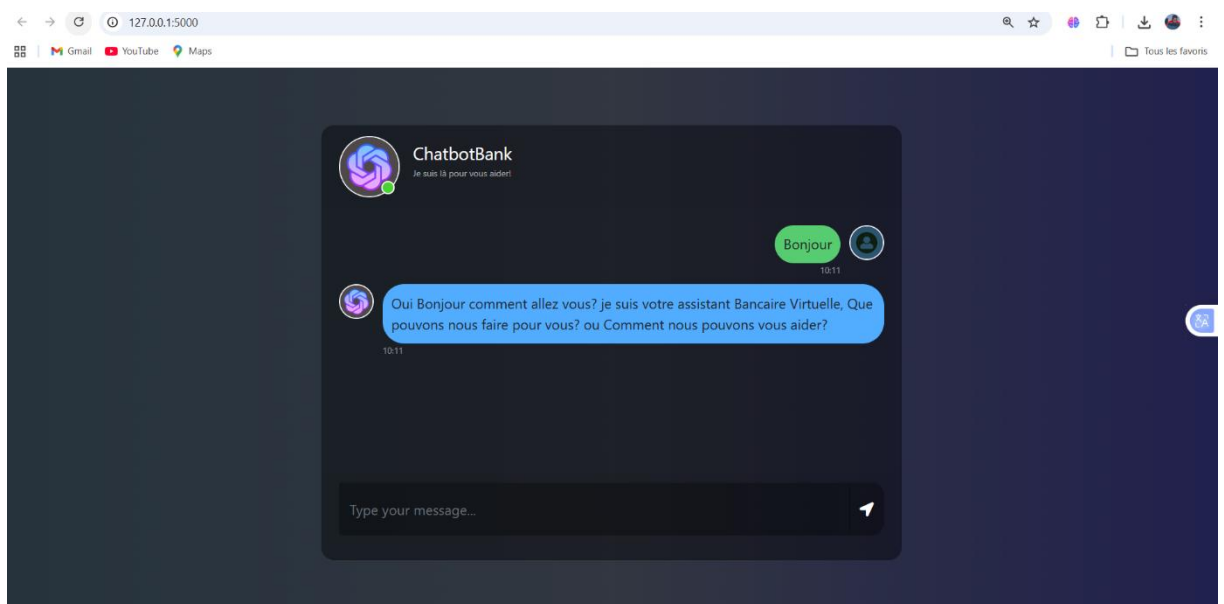 127.0.0.1:5000
Gmail YouTube Maps Tous les favoris
ChatbotBank
Je suis là pour vous aider!
Bonjour
10:11
Oui Bonjour comment allez vous? je suis votre assistant Bancaire Virtuelle, Que
pouvons nous faire pour vous? ou Comment nous pouvons vous aider?
10:11
Type your message...